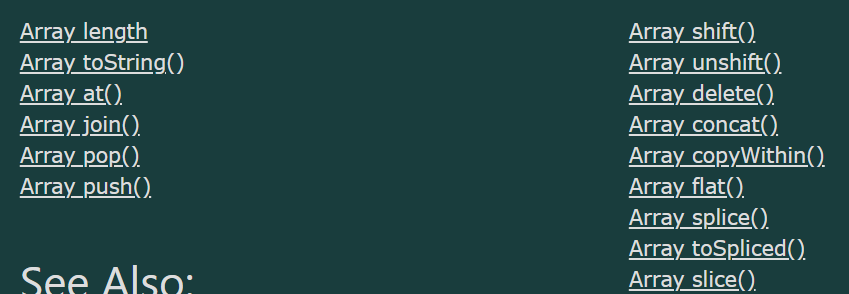 Array length
Array toString()
Array at()
Array join()
Array pop()
Array push()
Array shift()
Array unshift()
Array delete()
Array concat()
Array copyWithin()
Array flat()
Array splice()
Array toSpliced()
Array slice()
See Also: